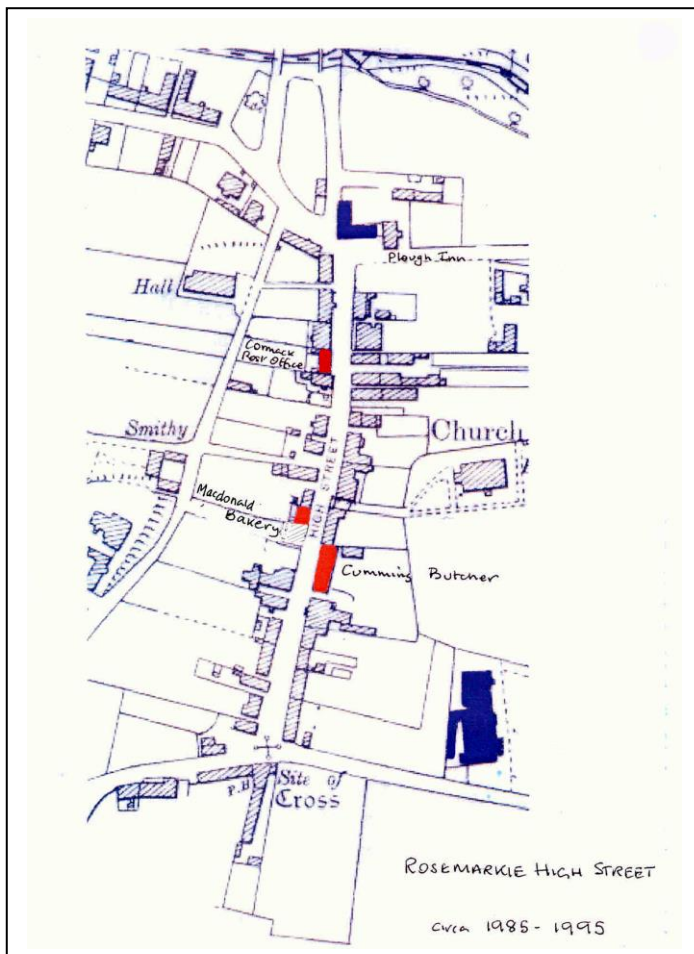 Plough Inn
Hall
Cormack
Post Office
Smithy
HIGH STREET
Church
Macdonald
Bakery
Cummins Butcher
P.H
Site of
Cross
ROSEMARKIE HIGH STREET
circa 1985 - 1995